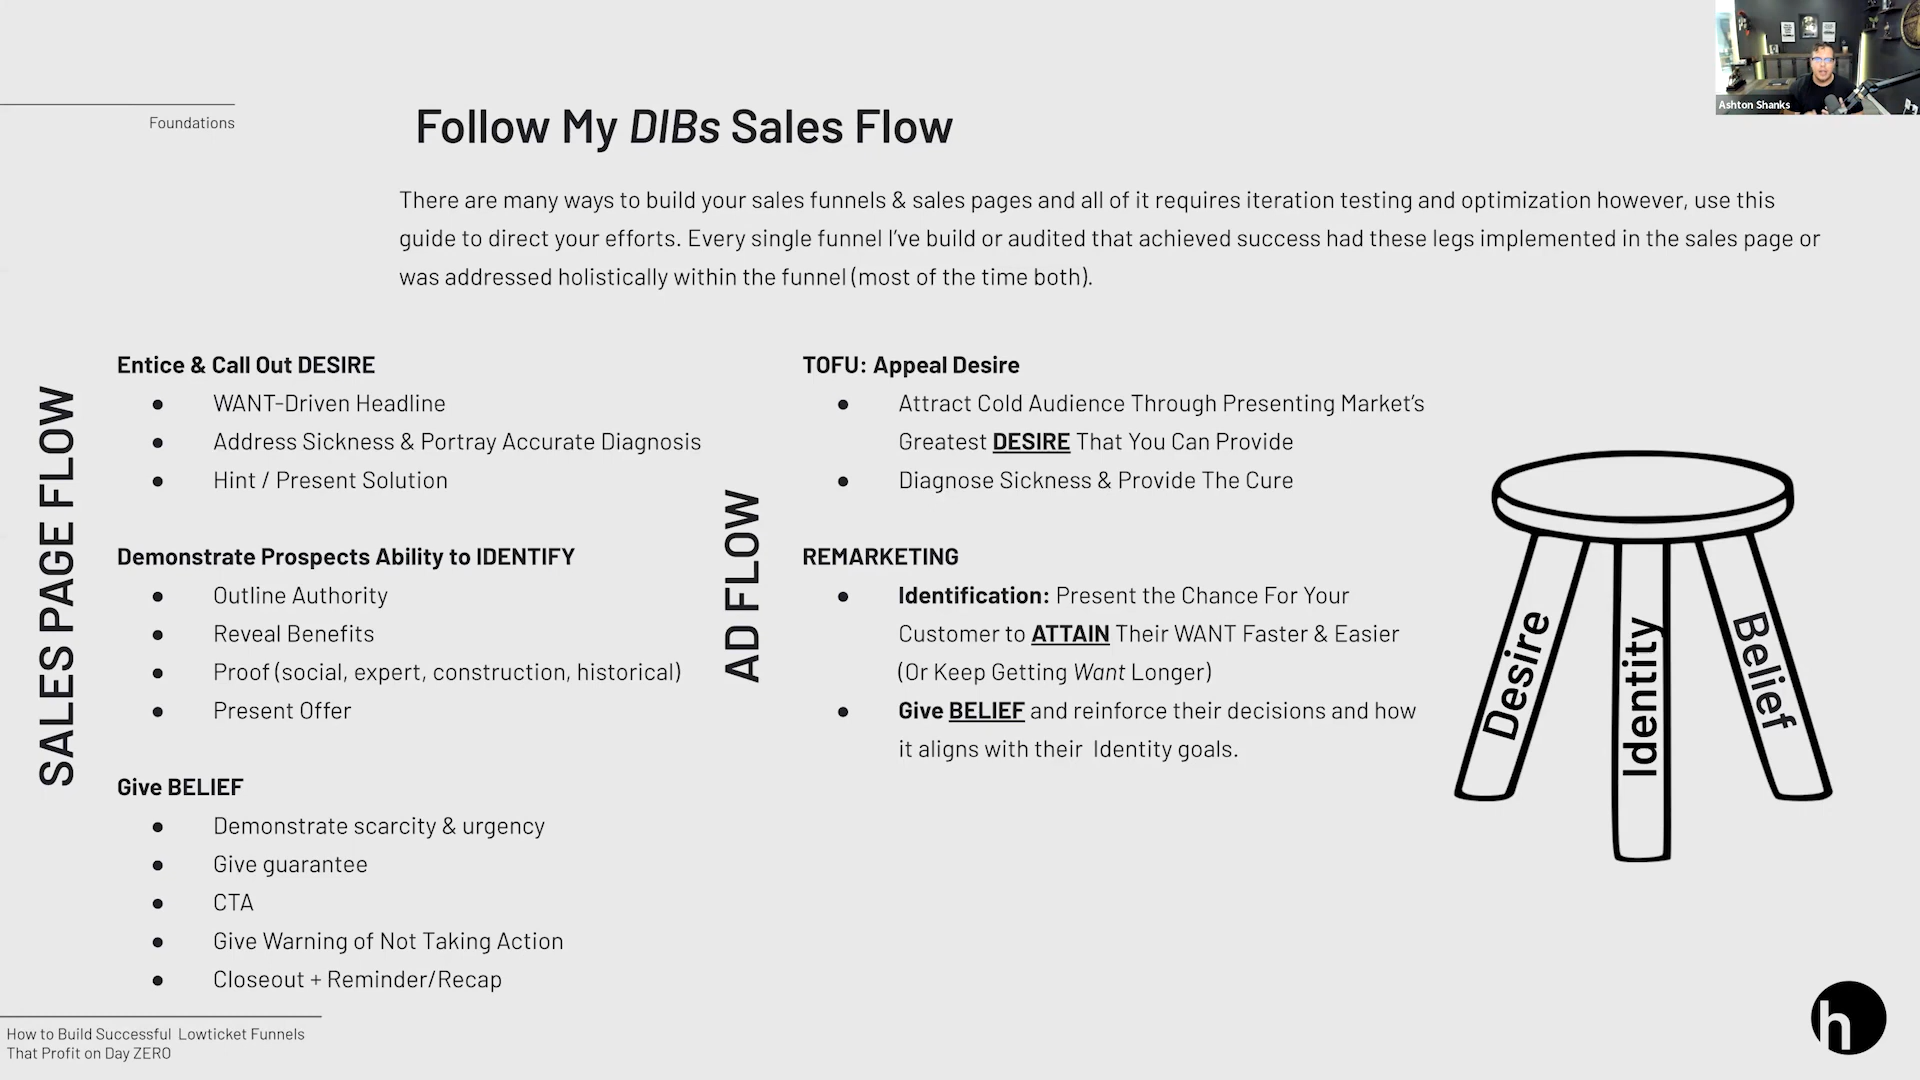 Ashton Shanks
Foundations
Follow My DIBs Sales Flow
There are many ways to build your sales funnels & sales pages and all of it requires iteration testing and optimization however, use this
guide to direct your efforts. Every single funnel I've build or audited that achieved success had these legs implemented in the sales page or
was addressed holistically within the funnel (most of the time both).
SALES PAGE FLOW
Entice & Call Out DESIRE
● WANT-Driven Headline
● Address Sickness & Portray Accurate Diagnosis
● Hint / Present Solution
Demonstrate Prospects Ability to IDENTIFY
● Outline Authority
● Reveal Benefits
● Proof (social, expert, construction, historical)
● Present Offer
Give BELIEF
● Demonstrate scarcity & urgency
● Give guarantee
● CTA
● Give Warning of Not Taking Action
● Closeout + Reminder/Recap
AD FLOW
TOFU: Appeal Desire
● Attract Cold Audience Through Presenting Market's
Greatest DESIRE That You Can Provide
● Diagnose Sickness & Provide The Cure
REMARKETING
● Identification: Present the Chance For Your
Customer to ATTAIN Their WANT Faster & Easier
(Or Keep Getting Want Longer)
● Give BELIEF and reinforce their decisions and how
it aligns with their Identity goals.
Desire
Identity
Belief
How to Build Successful Lowticket Funnels
That Profit on Day ZERO
h